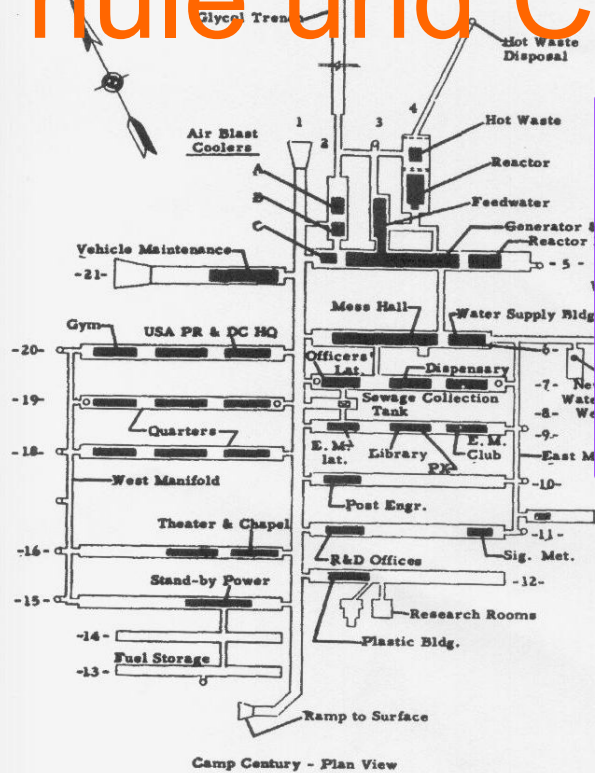 hule und C
Glycol Trench
Hot Waste
Disposal
1
2
3
4
Air Blast
Coolers
Hot Waste
Reactor
A
B
C
Feedwater
Generator &
Reactor
- 5 -
Vehicle Maintenance
-21-
Mess Hall
Water Supply Bldg
Gym
USA PR & DC HQ
-20-
-6-
Officers'
Lat.
Dispensary
-7-
-19-
Sewage Collection
Tank
-8-
Quarters
-9-
-18-
E. M.
lat.
Library
PX
E. M.
Club
East M
West Manifold
-10-
Post Engr.
Theater & Chapel
-11-
-16-
R&D Offices
Sig. Met.
Stand-by Power
-12-
-15-
Research Rooms
-14-
Plastic Bldg.
Fuel Storage
-13-
Ramp to Surface
Camp Century - Plan View